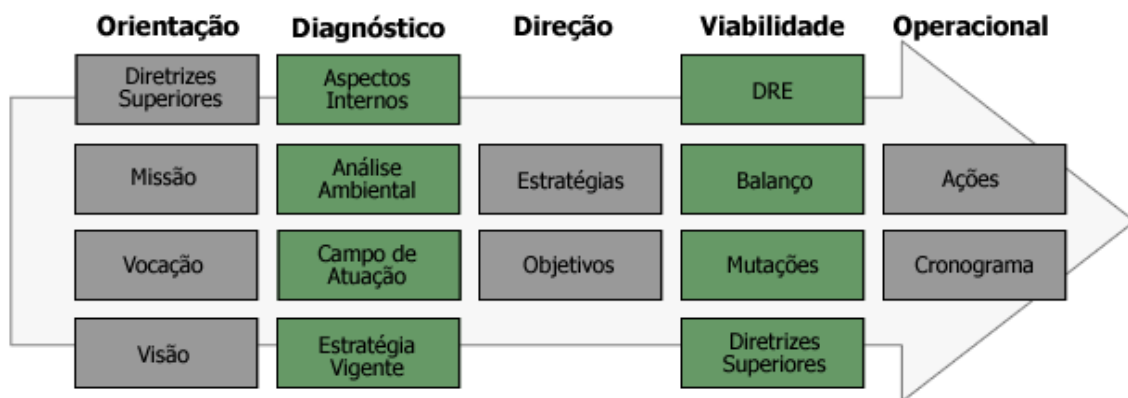 Orientação
Diagnóstico
Direção
Viabilidade
Operacional
Diretrizes
Superiores
Aspectos
Internos
DRE
Missão
Análise
Ambiental
Estratégias
Balanço
Ações
Vocação
Campo de
Atuação
Objetivos
Mutações
Cronograma
Visão
Estratégia
Vigente
Diretrizes
Superiores